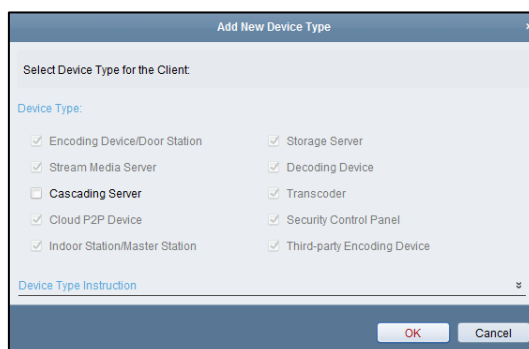 Add New Device Type
Select Device Type for the Client:
Device Type:
Encoding Device/Door Station
Storage Server
Stream Media Server
Decoding Device
Cascading Server
Transcoder
Cloud P2P Device
Security Control Panel
Indoor Station/Master Station
Third-party Encoding Device
Device Type Instruction
OK
Cancel